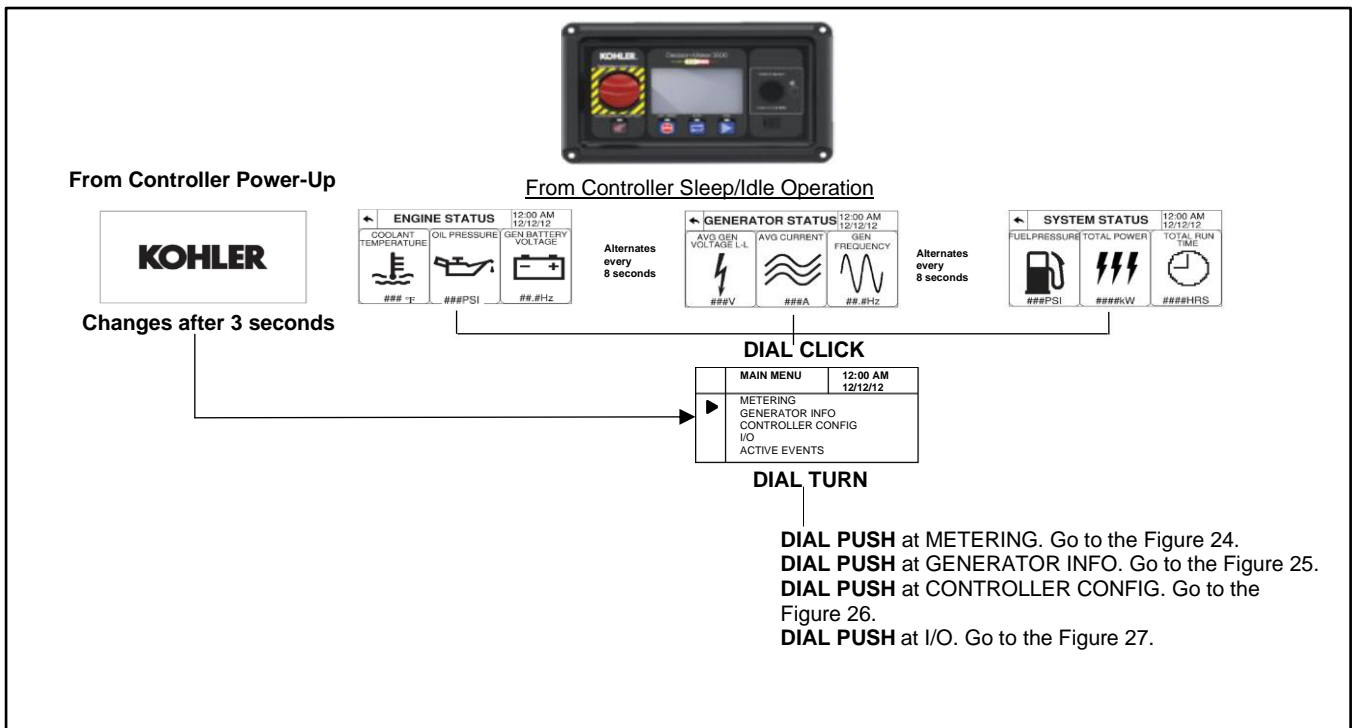 KOHLER
Decision-Maker 3000
From Controller Power-Up
From Controller Sleep/Idle Operation
KOHLER
Changes after 3 seconds
ENGINE STATUS
12:00 AM
12/12/12
COOLANT
TEMPERATURE
OIL PRESSURE
GEN BATTERY
VOLTAGE
### °F
###PSI
##.#Hz
Alternates
every
8 seconds
GENERATOR STATUS
12:00 AM
12/12/12
AVG GEN
VOLTAGE L-L
AVG CURRENT
GEN
FREQUENCY
###V
###A
##.#Hz
Alternates
every
8 seconds
SYSTEM STATUS
12:00 AM
12/12/12
FUELPRESSURE
TOTAL POWER
TOTAL RUN
TIME
###PSI
####kW
####HRS
DIAL CLICK
MAIN MENU
12:00 AM
12/12/12
METERING
GENERATOR INFO
CONTROLLER CONFIG
I/O
ACTIVE EVENTS
DIAL TURN
DIAL PUSH at METERING. Go to the Figure 24.
DIAL PUSH at GENERATOR INFO. Go to the Figure 25.
DIAL PUSH at CONTROLLER CONFIG. Go to the
Figure 26.
DIAL PUSH at I/O. Go to the Figure 27.